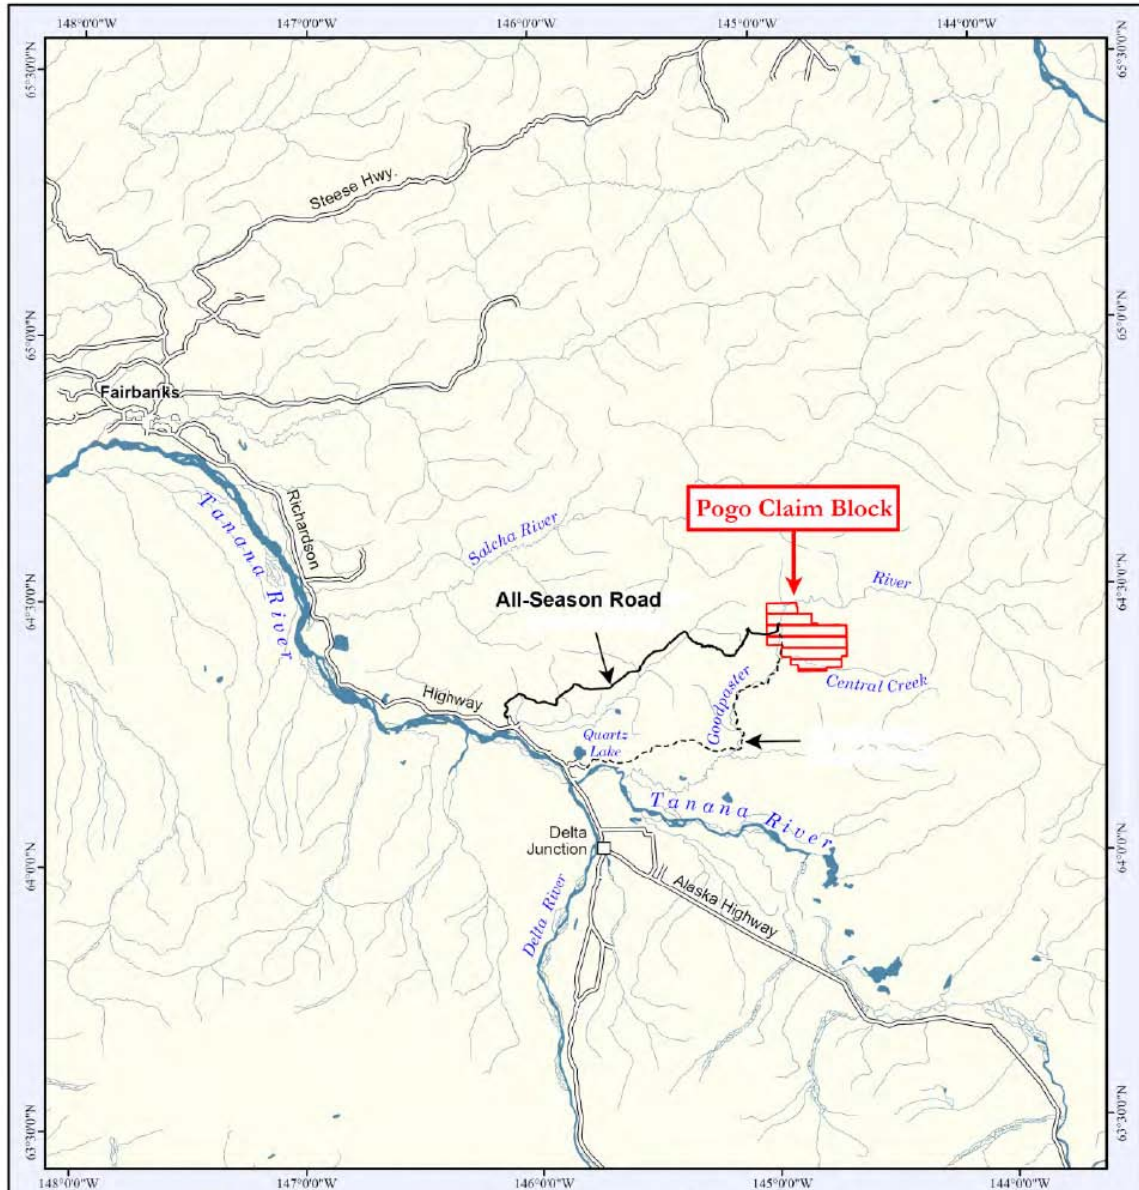 148°0'0"W
147°0'0"W
146°0'0"W
145°0'0"W
144°0'0"W
65°30'0"N
65°30'0"N
Steese Hwy.
65°0'0"N
65°0'0"N
Fairbanks
Tanana River
Richardson
Salcha River
Pogo Claim Block
River
64°30'0"N
64°30'0"N
All-Season Road
Central Creek
Goodpaster
Highway
Quartz
Lake
Tanana River
Delta
Junction
64°0'0"N
64°0'0"N
Alaska Highway
Delta River
63°30'0"N
63°30'0"N
148°0'0"W
147°0'0"W
146°0'0"W
145°0'0"W
144°0'0"W